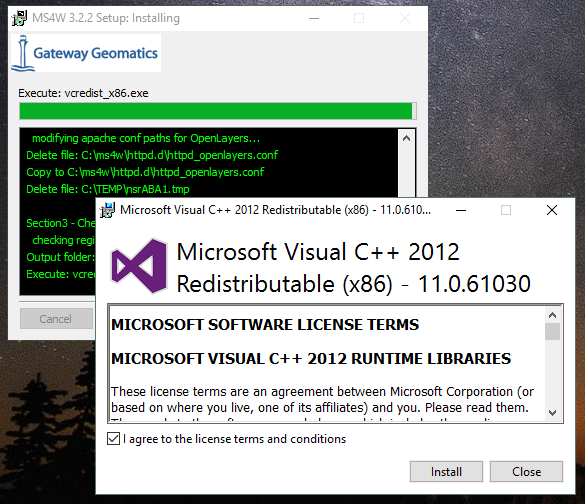 MS4W 3.2.2 Setup: Installing
Gateway Geomatics
Execute: vcredist_x86.exe
modifying apache conf paths for OpenLayers...
Delete file: C:\ms4w\httpd.d\httpd_openlayers.conf
Copy to C:\ms4w\httpd.d\httpd_openlayers.conf
Delete file: C:\TEMP\nsrABA1.tmp
Section3 - Che
checking regi
Output folder:
Execute: vcred
Cancel
Microsoft Visual C++ 2012 Redistributable (x86) - 11.0.610...
Microsoft Visual C++ 2012
Redistributable (x86) - 11.0.61030
MICROSOFT SOFTWARE LICENSE TERMS
MICROSOFT VISUAL C++ 2012 RUNTIME LIBRARIES
These license terms are an agreement between Microsoft Corporation (or
based on where you live, one of its affiliates) and you. Please read them.
I agree to the license terms and conditions
Install
Close